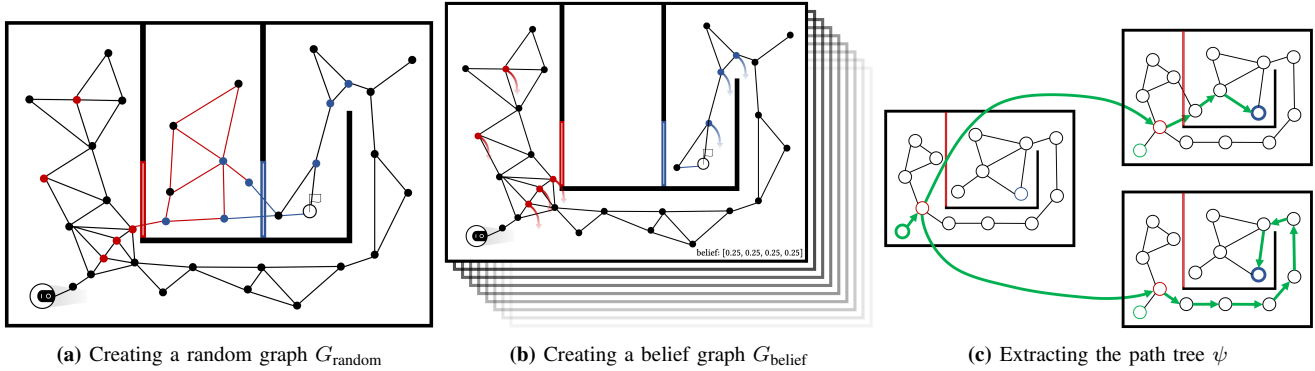 belief: [0.25, 0.25, 0.25, 0.25]
(a) Creating a random graph G_random
(b) Creating a belief graph G_belief
(c) Extracting the path tree ψ